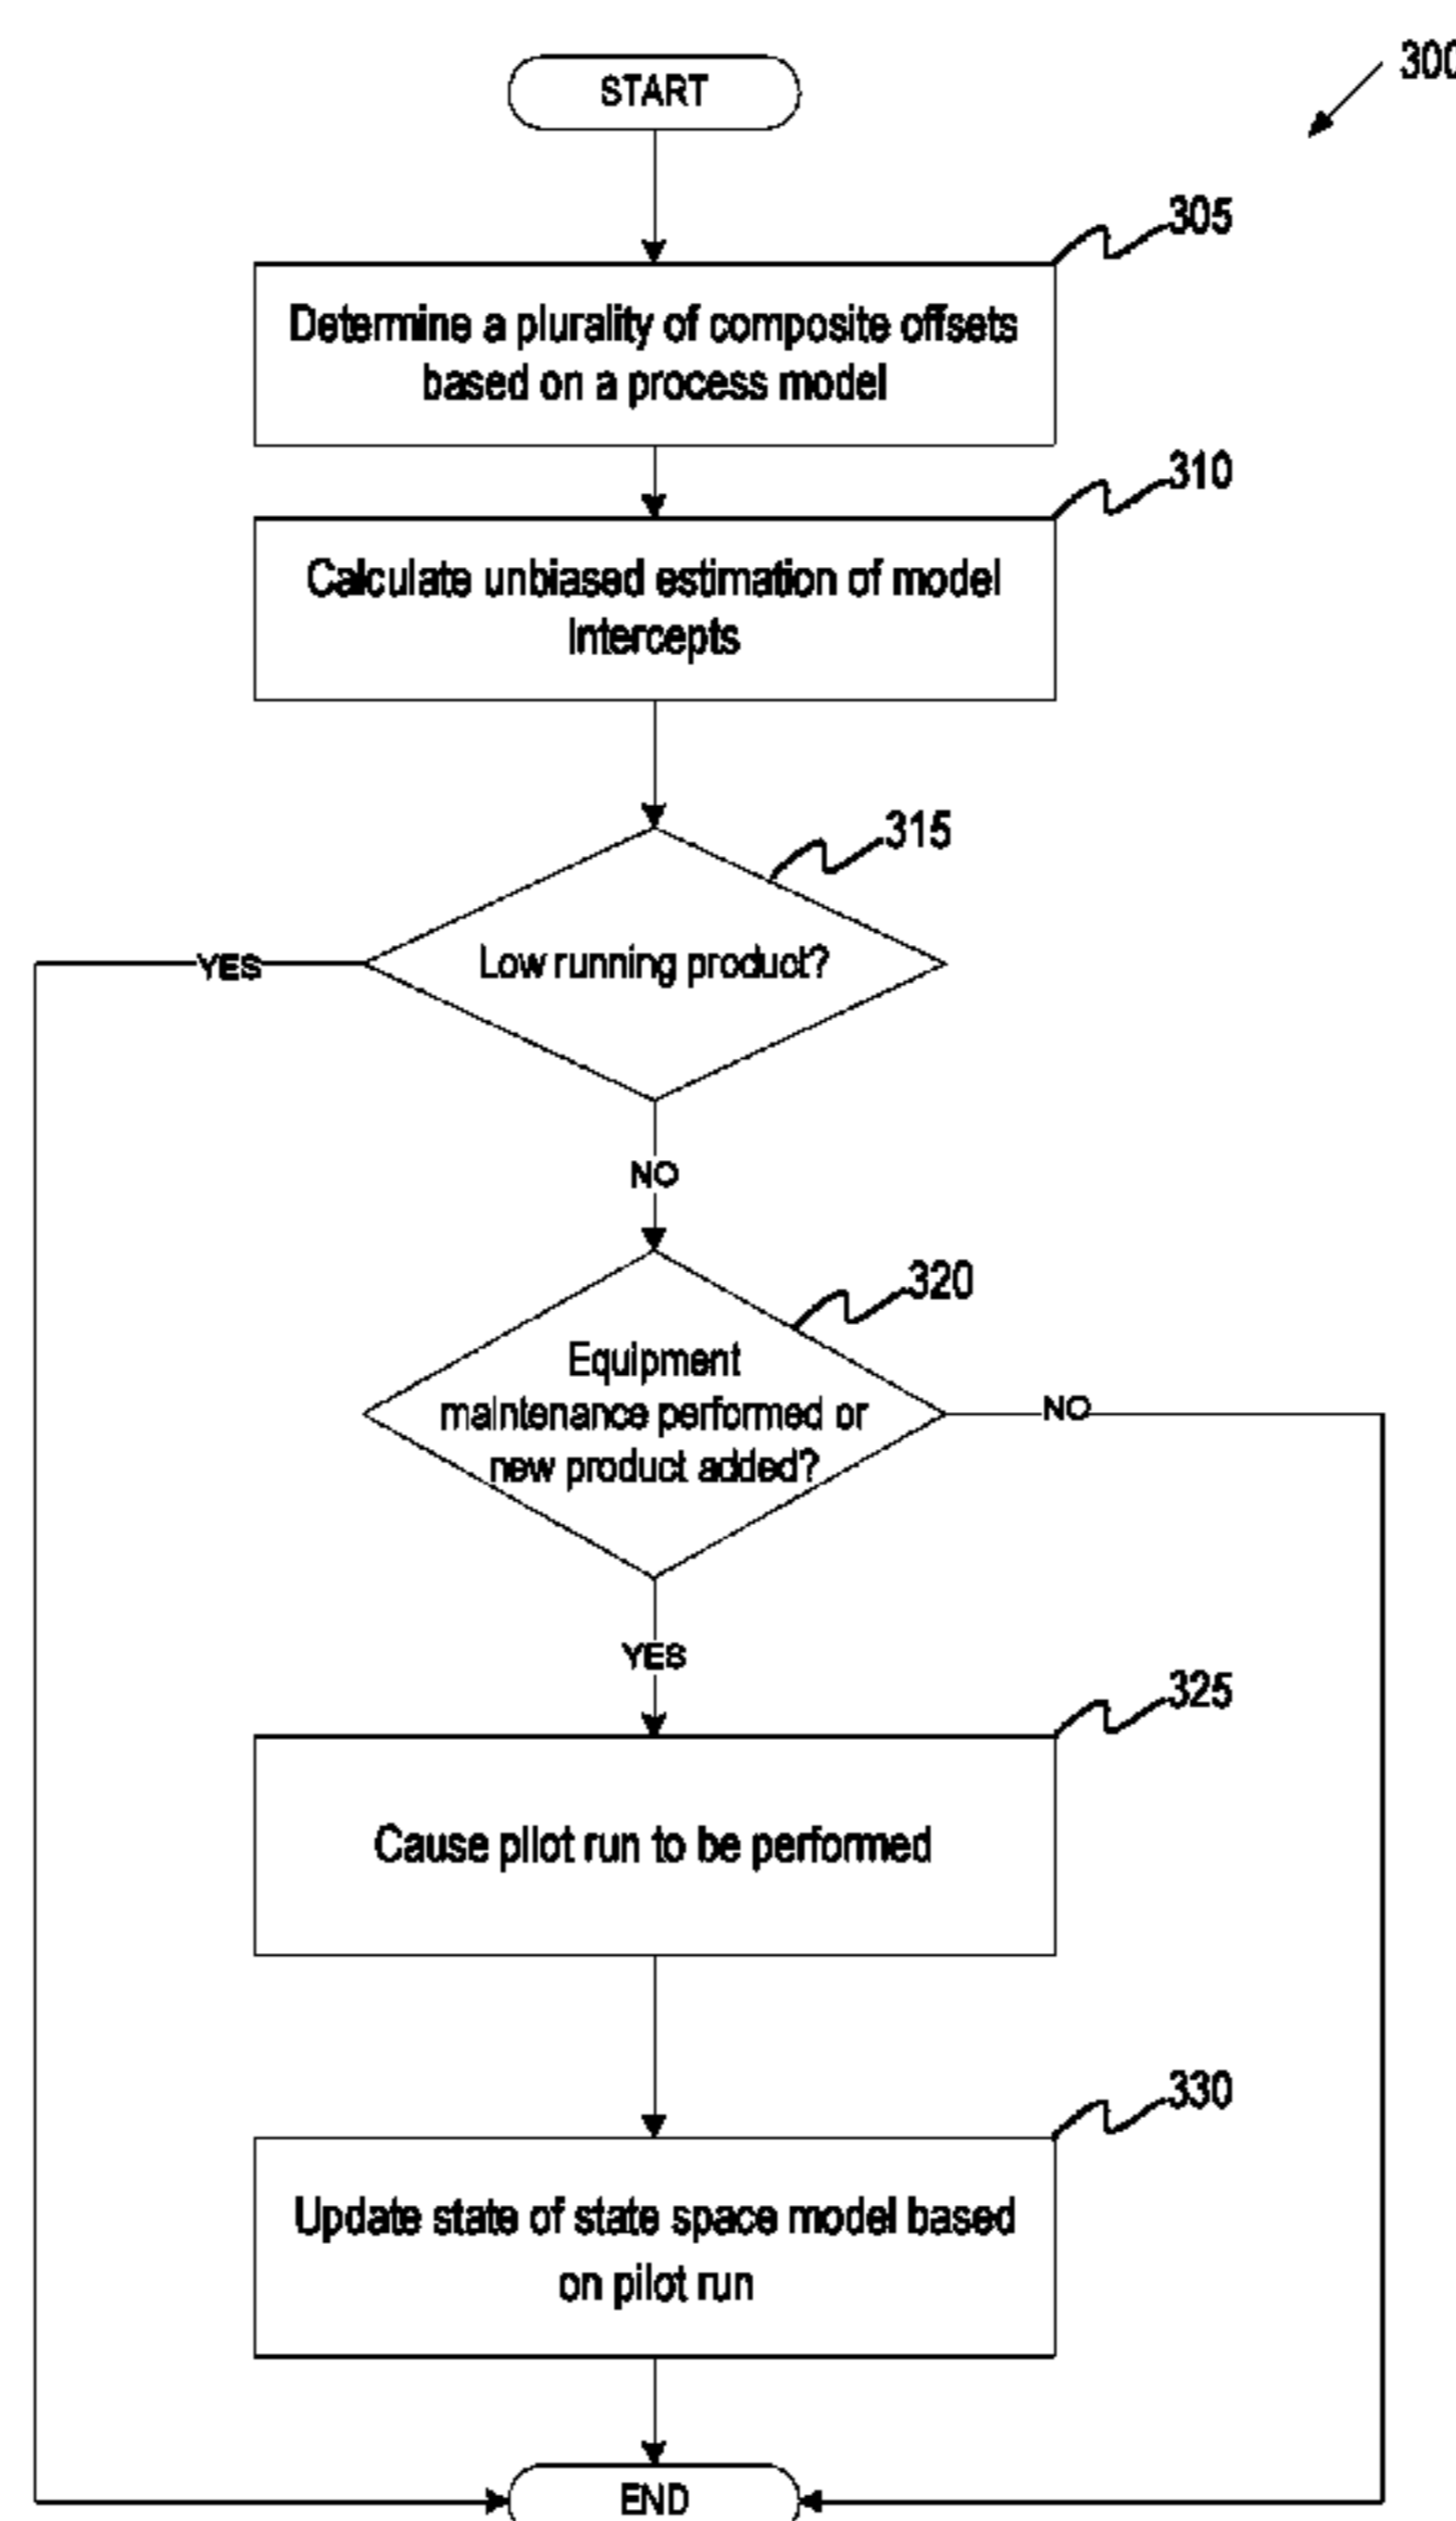 START
300
305
Determine a plurality of composite offsets
based on a process model
310
Calculate unbiased estimation of model
Intercepts
315
Low running product?
YES
NO
320
Equipment
maintenance performed or
new product added?
NO
YES
325
Cause pilot run to be performed
330
Update state of state space model based
on pilot run
END